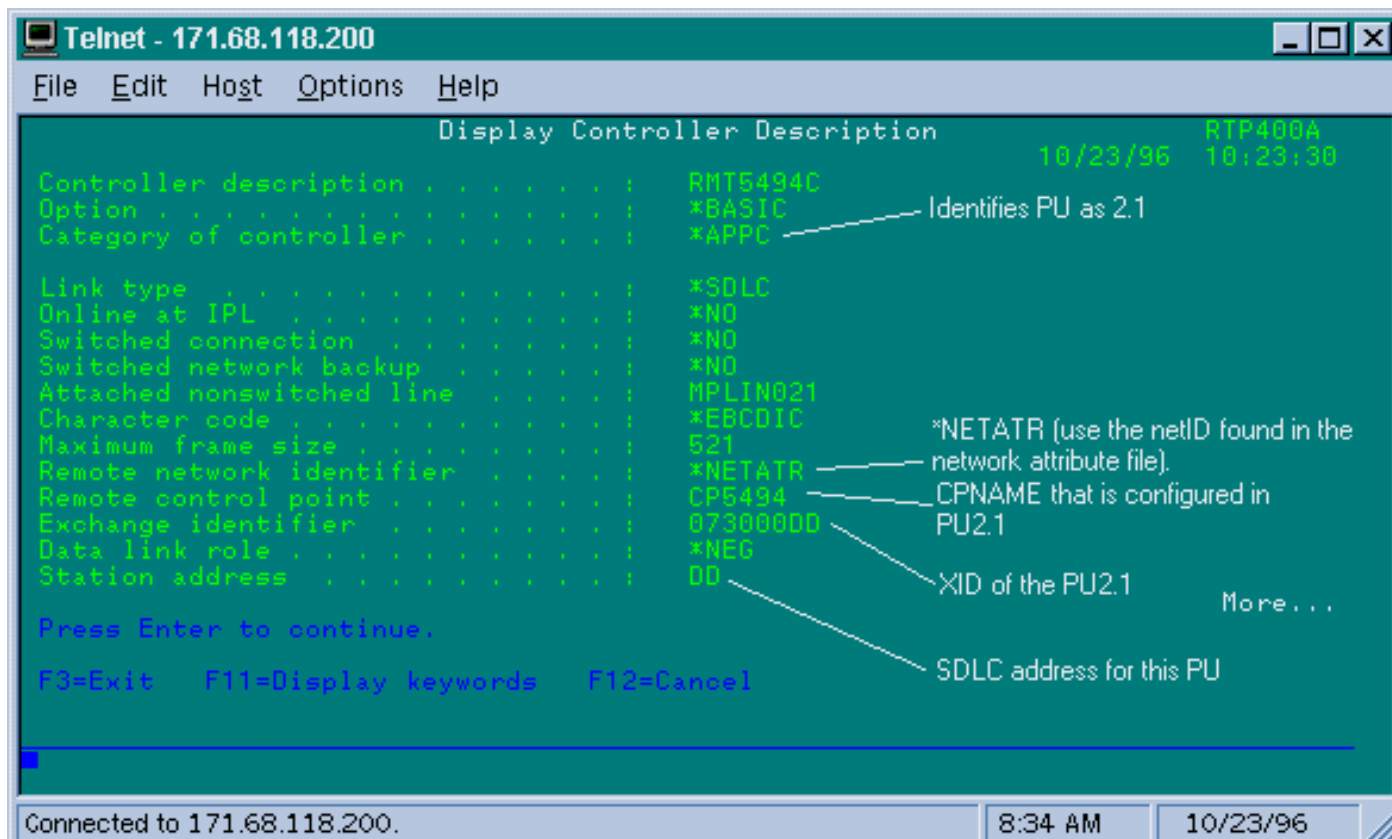 Telnet - 171.68.118.200
File Edit Host Options Help
Display Controller Description RTP400A
10/23/96 10:23:30
Controller description . . . . . . : RMT5494C
Option . . . . . . . . . . . . . . : *BASIC
Identifies PU as 2.1
Category of controller . . . . . . : *APPC
Link type . . . . . . . . . . . . : *SDLC
Online at IPL . . . . . . . . . . : *NO
Switched connection . . . . . . . : *NO
Switched network backup . . . . . : *NO
Attached nonswitched line . . . . : MPLIN021
Character code . . . . . . . . . . : *EBCDIC
Maximum frame size . . . . . . . . : 521
*NETATR (use the netID found in the
network attribute file).
Remote network identifier . . . . : *NETATR
Remote control point . . . . . . . : CP5494
CPNAME that is configured in
PU2.1
Exchange identifier . . . . . . . : 073000DD
Data link role . . . . . . . . . . : *NEG
Station address . . . . . . . . . : DD
XID of the PU2.1
More...
Press Enter to continue.
SDLC address for this PU
F3=Exit F11=Display keywords F12=Cancel
Connected to 171.68.118.200. 8:34 AM 10/23/96